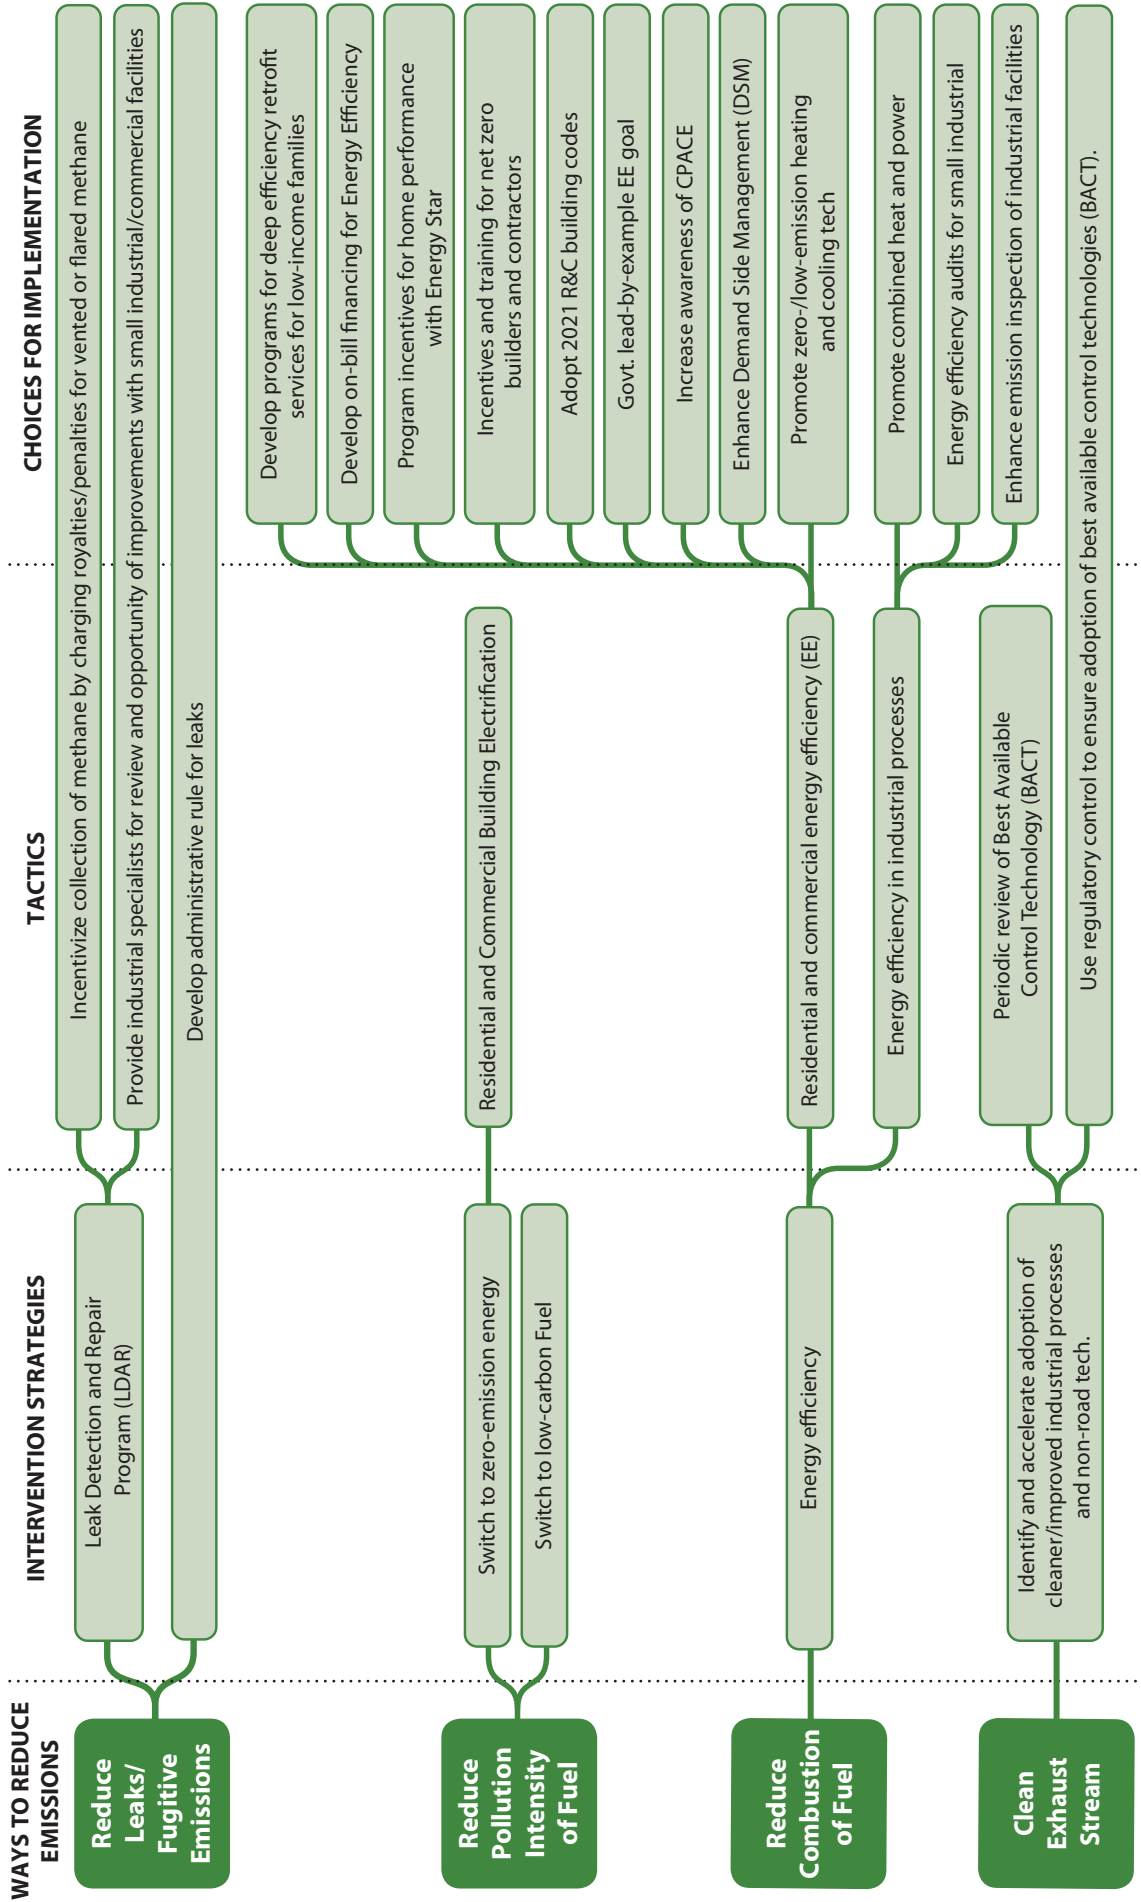 WAYS TO REDUCE
EMISSIONS
INTERVENTION STRATEGIES
TACTICS
CHOICES FOR IMPLEMENTATION
Reduce
Leaks/
Fugitive
Emissions
Leak Detection and Repair
Program (LDAR)
Incentivize collection of methane by charging royalties/penalties for vented or flared methane
Provide industrial specialists for review and opportunity of improvements with small industrial/commercial facilities
Develop administrative rule for leaks
Reduce
Pollution
Intensity
of Fuel
Switch to zero-emission energy
Switch to low-carbon Fuel
Residential and Commercial Building Electrification
Reduce
Combustion
of Fuel
Energy efficiency
Residential and commercial energy efficiency (EE)
Energy efficiency in industrial processes
Develop programs for deep efficiency retrofit
services for low-income families
Develop on-bill financing for Energy Efficiency
Program incentives for home performance
with Energy Star
Incentives and training for net zero
builders and contractors
Adopt 2021 R&C building codes
Govt. lead-by-example EE goal
Increase awareness of CPACE
Enhance Demand Side Management (DSM)
Promote zero-/low-emission heating
and cooling tech
Promote combined heat and power
Energy efficiency audits for small industrial
Enhance emission inspection of industrial facilities
Clean
Exhaust
Stream
Identify and accelerate adoption of
cleaner/improved industrial processes
and non-road tech.
Periodic review of Best Available
Control Technology (BACT)
Use regulatory control to ensure adoption of best available control technologies (BACT).